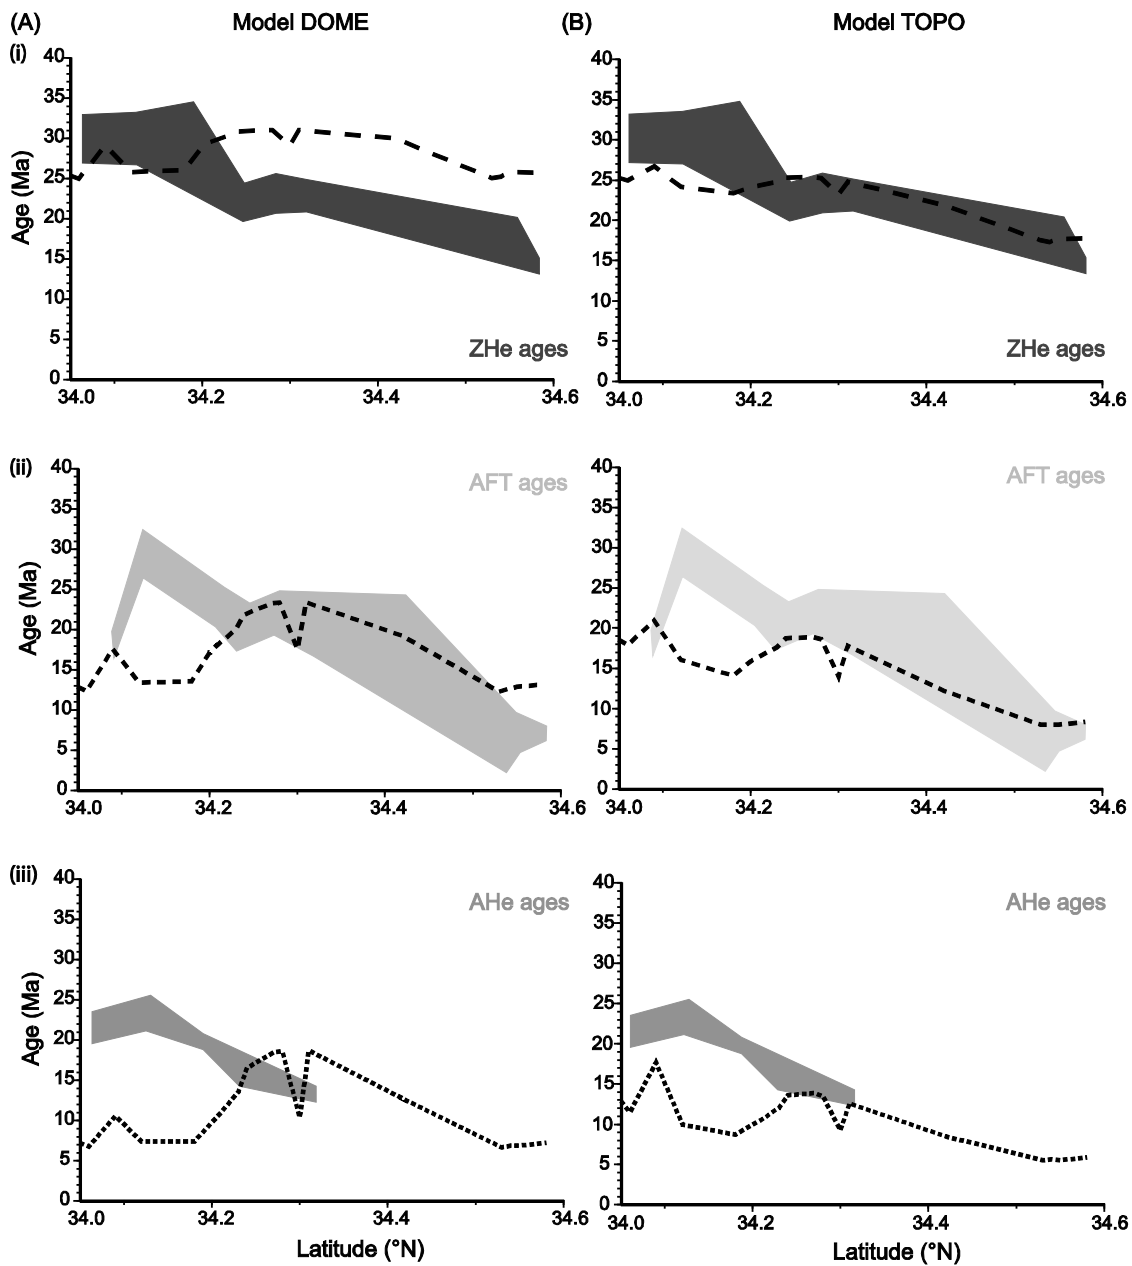 (A) Model DOME (B) Model TOPO
(i)
40 40
35 35
30 30
25 25
20 20
15 15
10 10
5 5
0 0
Age (Ma)
ZHe ages ZHe ages
34.0 34.2 34.4 34.6 34.0 34.2 34.4 34.6
(ii)
40 40
35 35
30 30
25 25
20 20
15 15
10 10
5 5
0 0
Age (Ma)
AFT ages AFT ages
34.0 34.2 34.4 34.6 34.0 34.2 34.4 34.6
(iii)
40 40
35 35
30 30
25 25
20 20
15 15
10 10
5 5
0 0
Age (Ma)
AHe ages AHe ages
34.0 34.2 34.4 34.6 34.0 34.2 34.4 34.6
Latitude (°N) Latitude (°N)